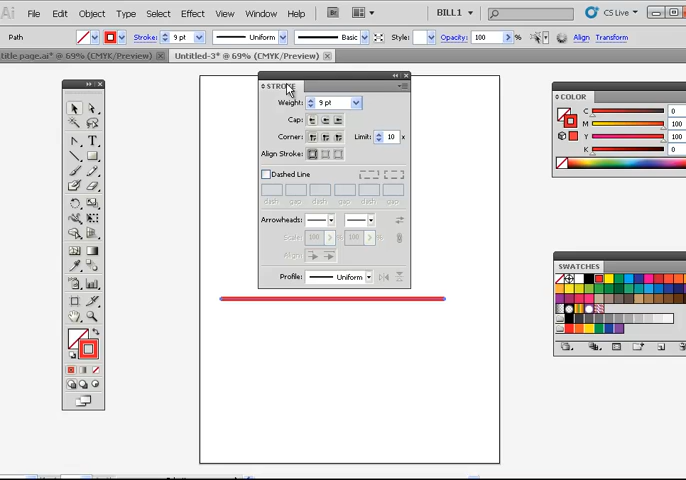 Ai File Edit Object Type Select Effect View Window Help Br BILL1 CS Live
Path Stroke: 9 pt Uniform Basic Style: Opacity: 100 % Align Transform
title page.ai* @ 69% (CMYK/Preview) Untitled-3* @ 69% (CMYK/Preview)
STROKE
Weight: 9 pt
Cap:
Corner: Limit: 10 x
Align Stroke:
Dashed Line
dash gap dash gap dash gap
Arrowheads:
Scale: 100 % 100 %
Align:
Profile: Uniform
T
COLOR
C 0
M 100
Y 100
K 0
SWATCHES